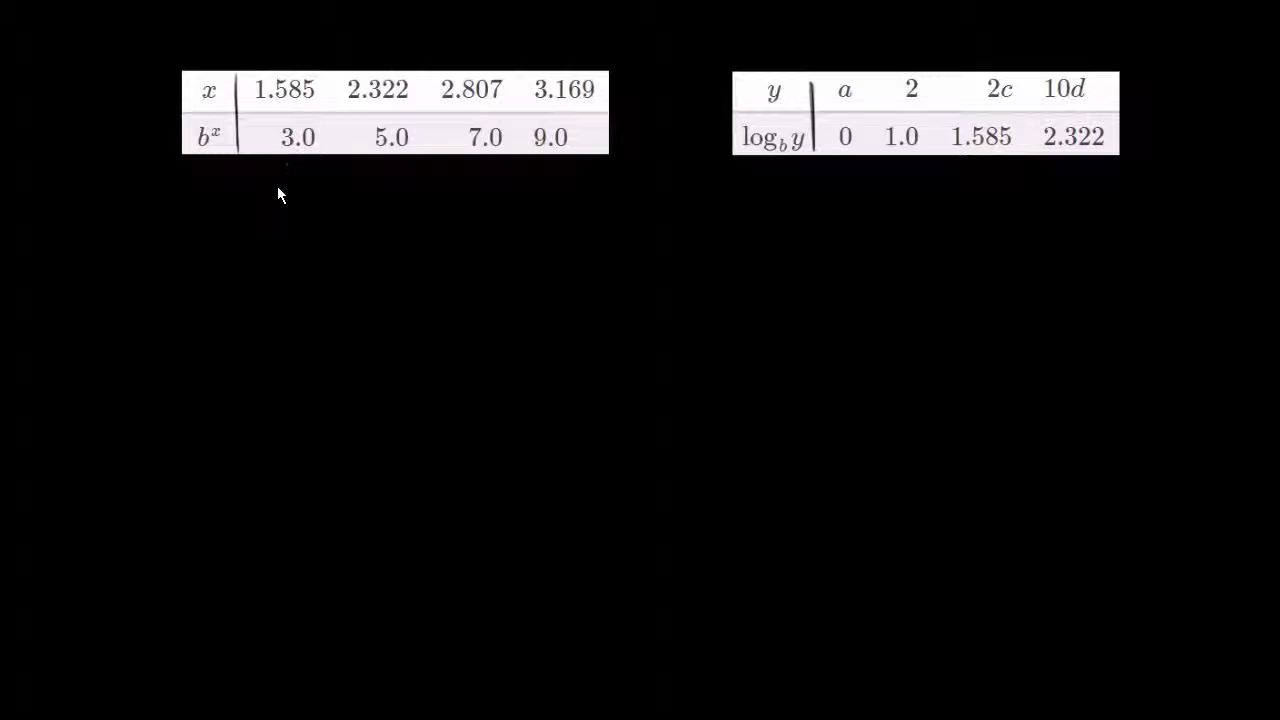 x 1.585 2.322 2.807 3.169
bˣ 3.0 5.0 7.0 9.0
y a 2 2c 10d
log_b y 0 1.0 1.585 2.322